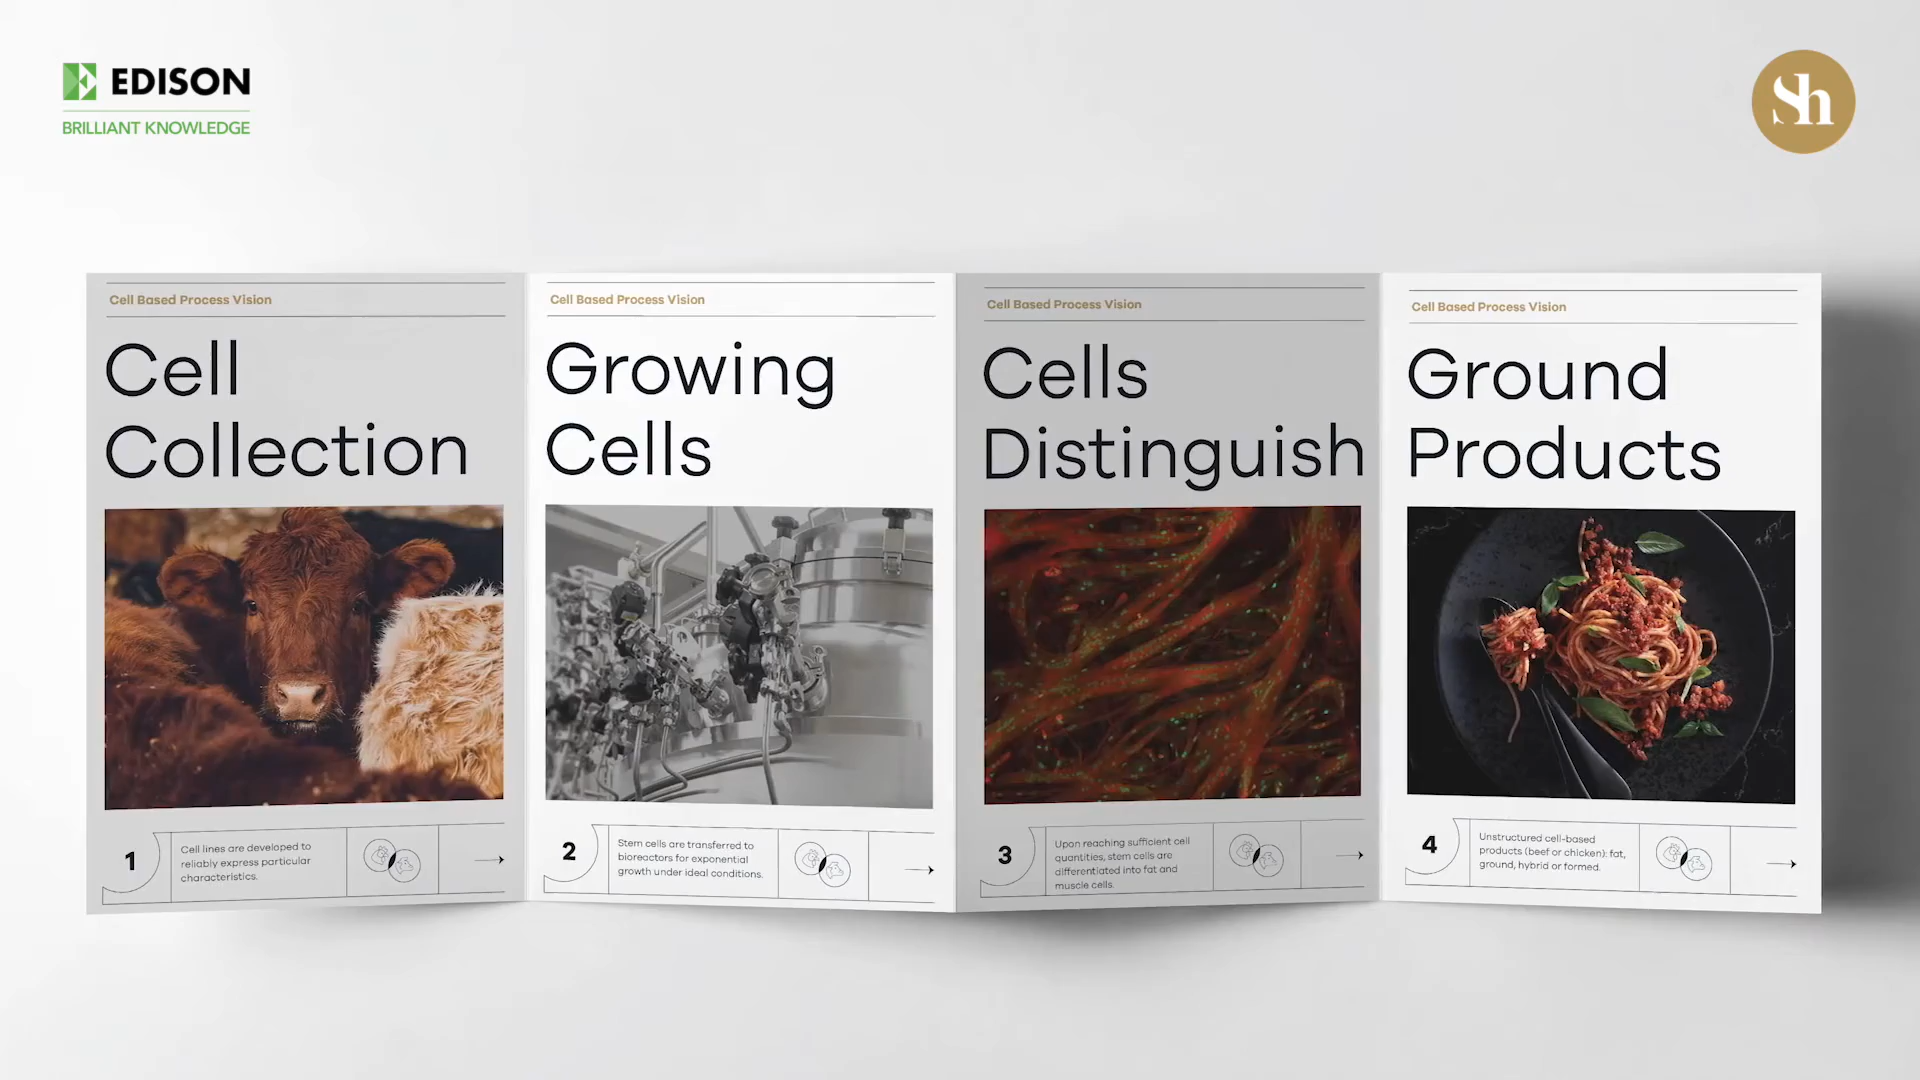 EDISON
BRILLIANT KNOWLEDGE
Sh
Cell Based Process Vision
Cell
Collection
1
Cell lines are developed to
reliably express particular
characteristics.
Cell Based Process Vision
Growing
Cells
2
Stem cells are transferred to
bioreactors for exponential
growth under ideal conditions.
Cell Based Process Vision
Cells
Distinguish
3
Upon reaching sufficient cell
quantities, stem cells are
differentiated into fat and
muscle cells.
Cell Based Process Vision
Ground
Products
4
Unstructured cell-based
products (beef or chicken): fat,
ground, hybrid or formed.